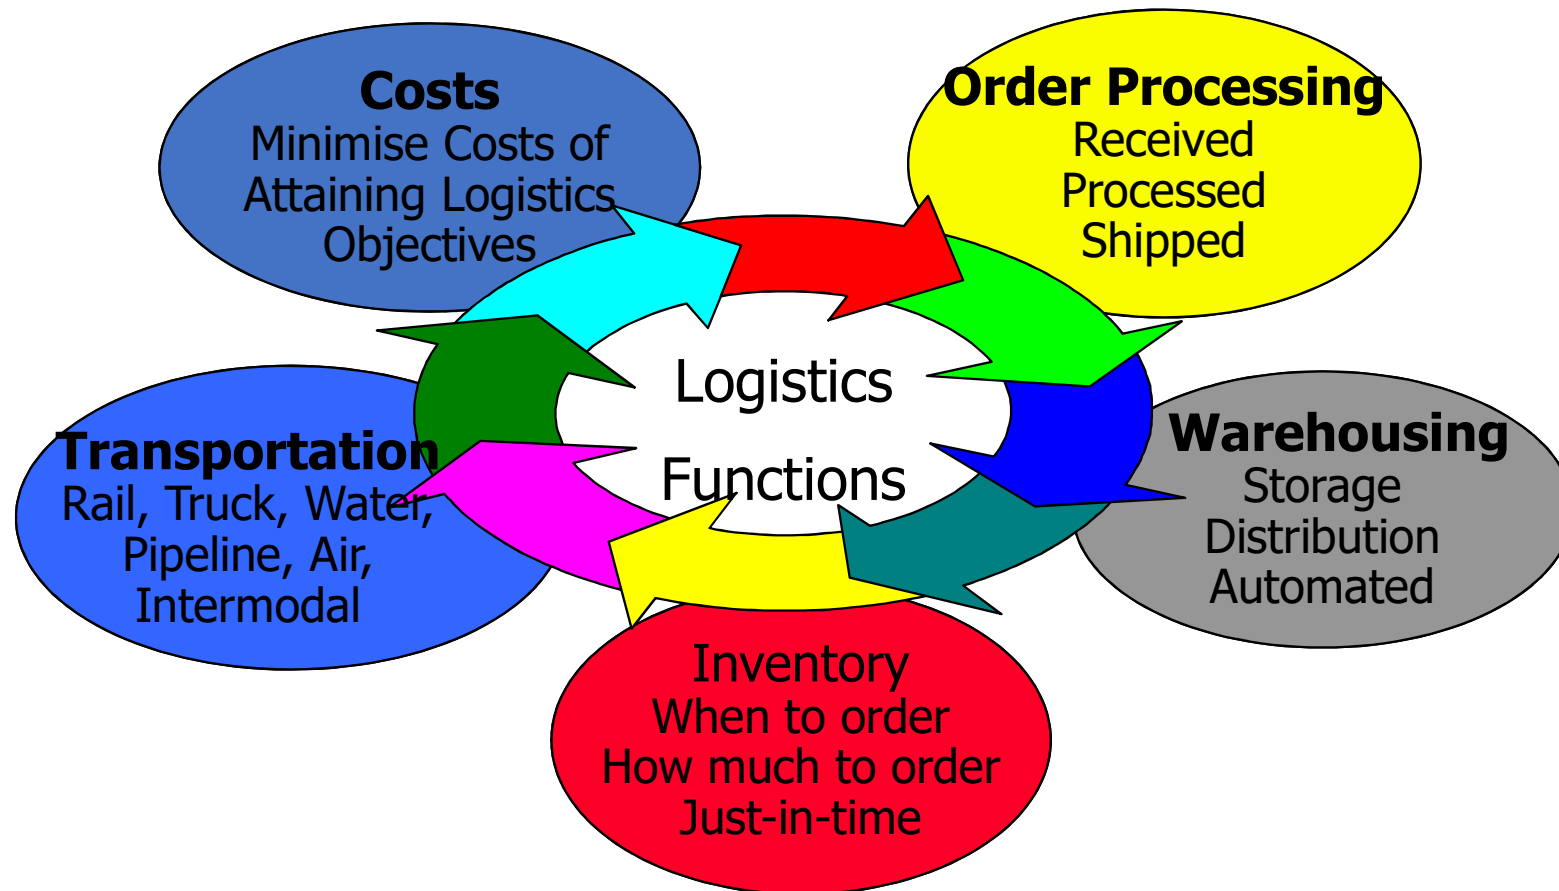 Costs
Minimise Costs of
Attaining Logistics
Objectives
Order Processing
Received
Processed
Shipped
Logistics
Functions
Transportation
Rail, Truck, Water,
Pipeline, Air,
Intermodal
Warehousing
Storage
Distribution
Automated
Inventory
When to order
How much to order
Just-in-time